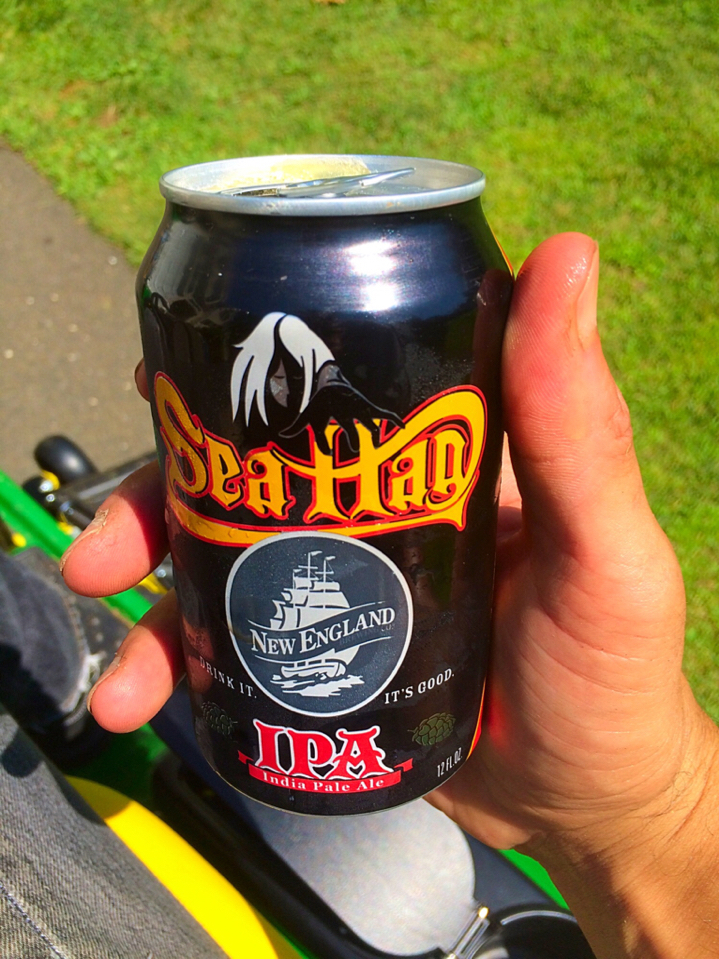 Sea Hag
NEW ENGLAND
DRINK IT. IT'S GOOD.
IPA
India Pale Ale
12 FL OZ.